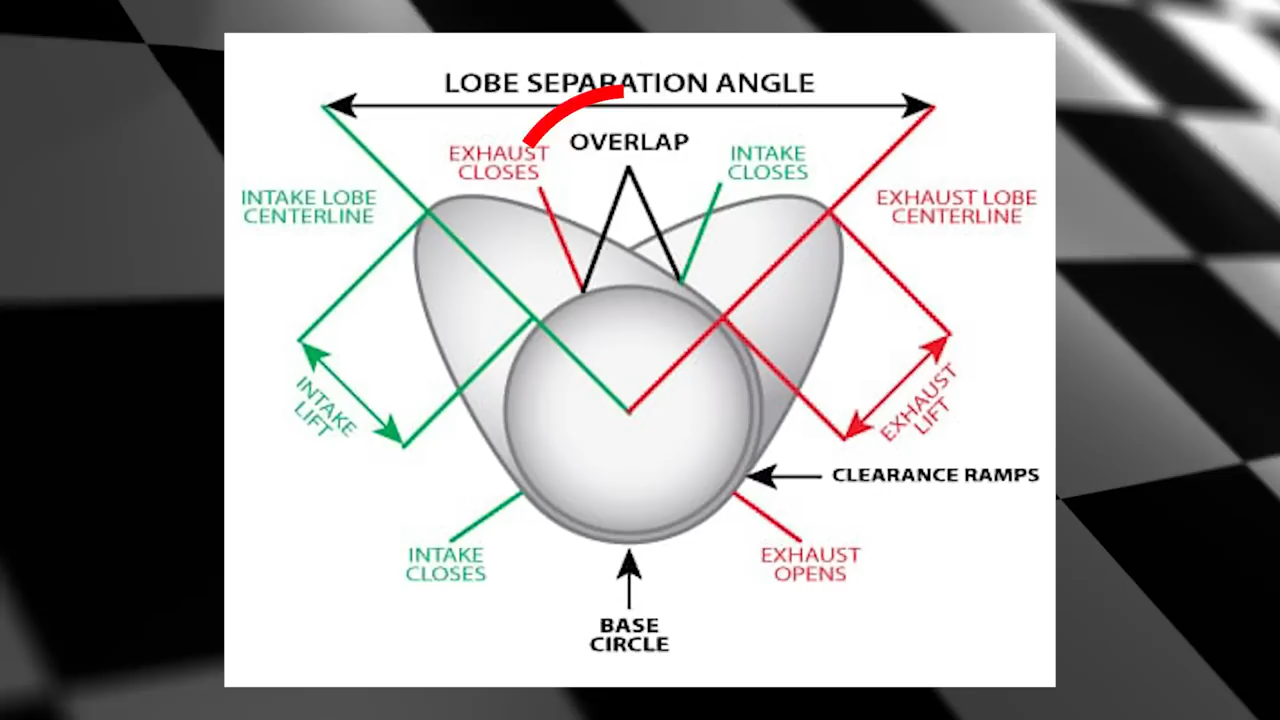 LOBE SEPARATION ANGLE
OVERLAP
EXHAUST
CLOSES
INTAKE
CLOSES
INTAKE LOBE
CENTERLINE
EXHAUST LOBE
CENTERLINE
INTAKE
LIFT
EXHAUST
LIFT
CLEARANCE RAMPS
INTAKE
CLOSES
EXHAUST
OPENS
BASE
CIRCLE